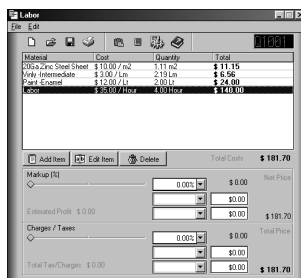 Labor
File Edit
01001
Material Cost Quantity Total
20Ga Zinc Steel Sheet $ 10.00 / m2 1.11 m2 $ 11.15
Vinly -Intermediate $ 3.00 / Lm 2.19 Lm $ 6.56
Paint -Enamel $ 12.00 / Lt 2.00 Lt $ 24.00
Labor $ 35.00 / Hour 4.00 Hour $ 140.00
Add Item Edit Item Delete Total Costs $ 181.70
Markup (%) Net Price
0.00% $ 0.00
$0.00
Estimated Profit $ 0.00 $0.00 $ 181.70
Charges / Taxes Total Price
0.00% $ 0.00
$0.00
Total Tax/Charges $ 0.00 $0.00 $ 181.70